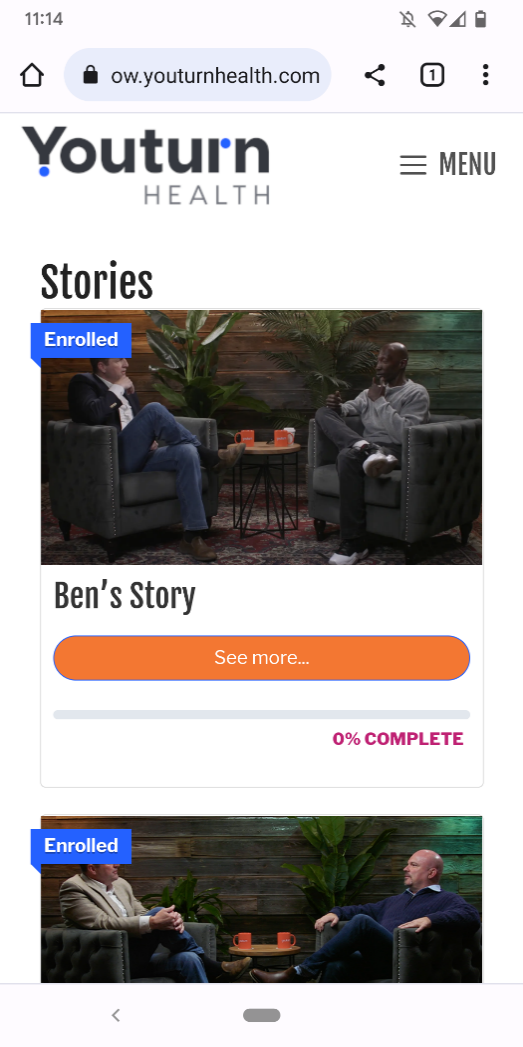 11:14
ow.youturnhealth.com
1
Youturn
HEALTH
MENU
Stories
Enrolled
Ben's Story
See more...
0% COMPLETE
Enrolled